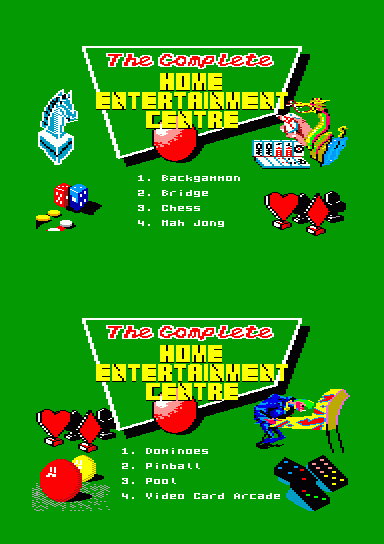 The Complete
HOME
ENTERTAINMENT
CENTRE
1. Backgammon
2. Bridge
3. Chess
4. Mah Jong
The Complete
HOME
ENTERTAINMENT
CENTRE
1. Dominoes
2. Pinball
3. Pool
4. Video Card Arcade